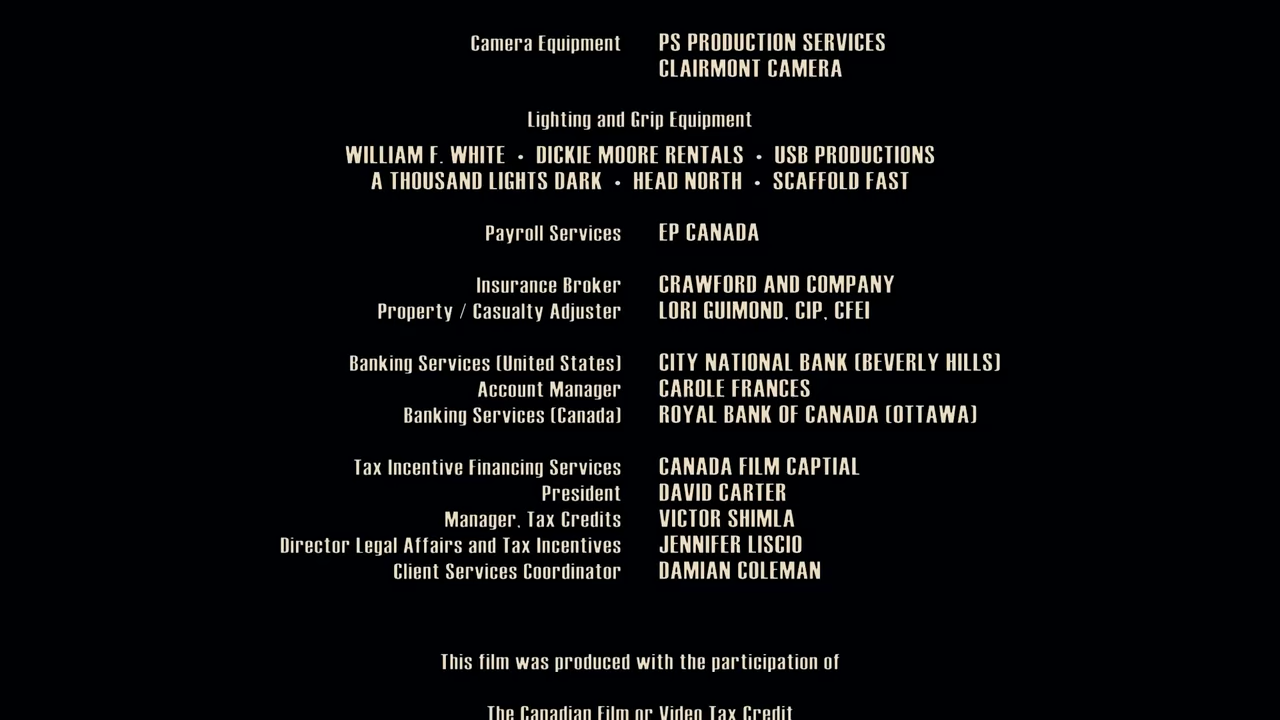 Camera Equipment PS PRODUCTION SERVICES
CLAIRMONT CAMERA
Lighting and Grip Equipment
WILLIAM F. WHITE • DICKIE MOORE RENTALS • USB PRODUCTIONS
A THOUSAND LIGHTS DARK • HEAD NORTH • SCAFFOLD FAST
Payroll Services EP CANADA
Insurance Broker CRAWFORD AND COMPANY
Property / Casualty Adjuster LORI GUIMOND, CIP, CFEI
Banking Services (United States) CITY NATIONAL BANK (BEVERLY HILLS)
Account Manager CAROLE FRANCES
Banking Services (Canada) ROYAL BANK OF CANADA (OTTAWA)
Tax Incentive Financing Services CANADA FILM CAPTIAL
President DAVID CARTER
Manager, Tax Credits VICTOR SHIMLA
Director Legal Affairs and Tax Incentives JENNIFER LISCIO
Client Services Coordinator DAMIAN COLEMAN
This film was produced with the participation of
The Canadian Film or Video Tax Credit